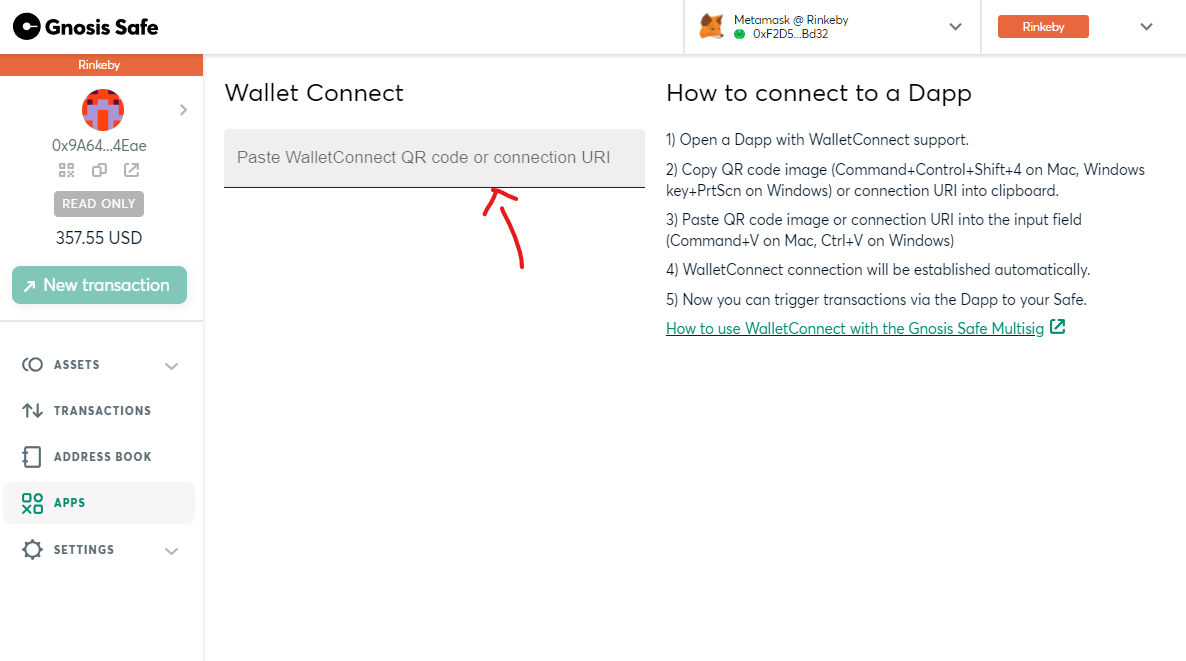 Gnosis Safe
Metamask @ Rinkeby
0xF2D5...Bd32
Rinkeby
Rinkeby
0x9A64...4Eae
READ ONLY
357.55 USD
New transaction
ASSETS
TRANSACTIONS
ADDRESS BOOK
APPS
SETTINGS
Wallet Connect
Paste WalletConnect QR code or connection URI
How to connect to a Dapp
1) Open a Dapp with WalletConnect support.
2) Copy QR code image (Command+Control+Shift+4 on Mac, Windows
key+PrtScn on Windows) or connection URI into clipboard.
3) Paste QR code image or connection URI into the input field
(Command+V on Mac, Ctrl+V on Windows)
4) WalletConnect connection will be established automatically.
5) Now you can trigger transactions via the Dapp to your Safe.
How to use WalletConnect with the Gnosis Safe Multisig